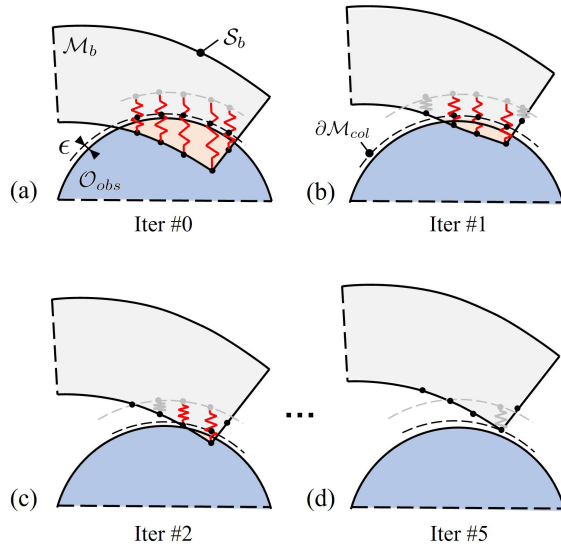 ℳ_b
𝒮_b
ϵ
𝒪_obs
(a)
Iter #0
∂ℳ_col
(b)
Iter #1
(c)
Iter #2
...
(d)
Iter #5